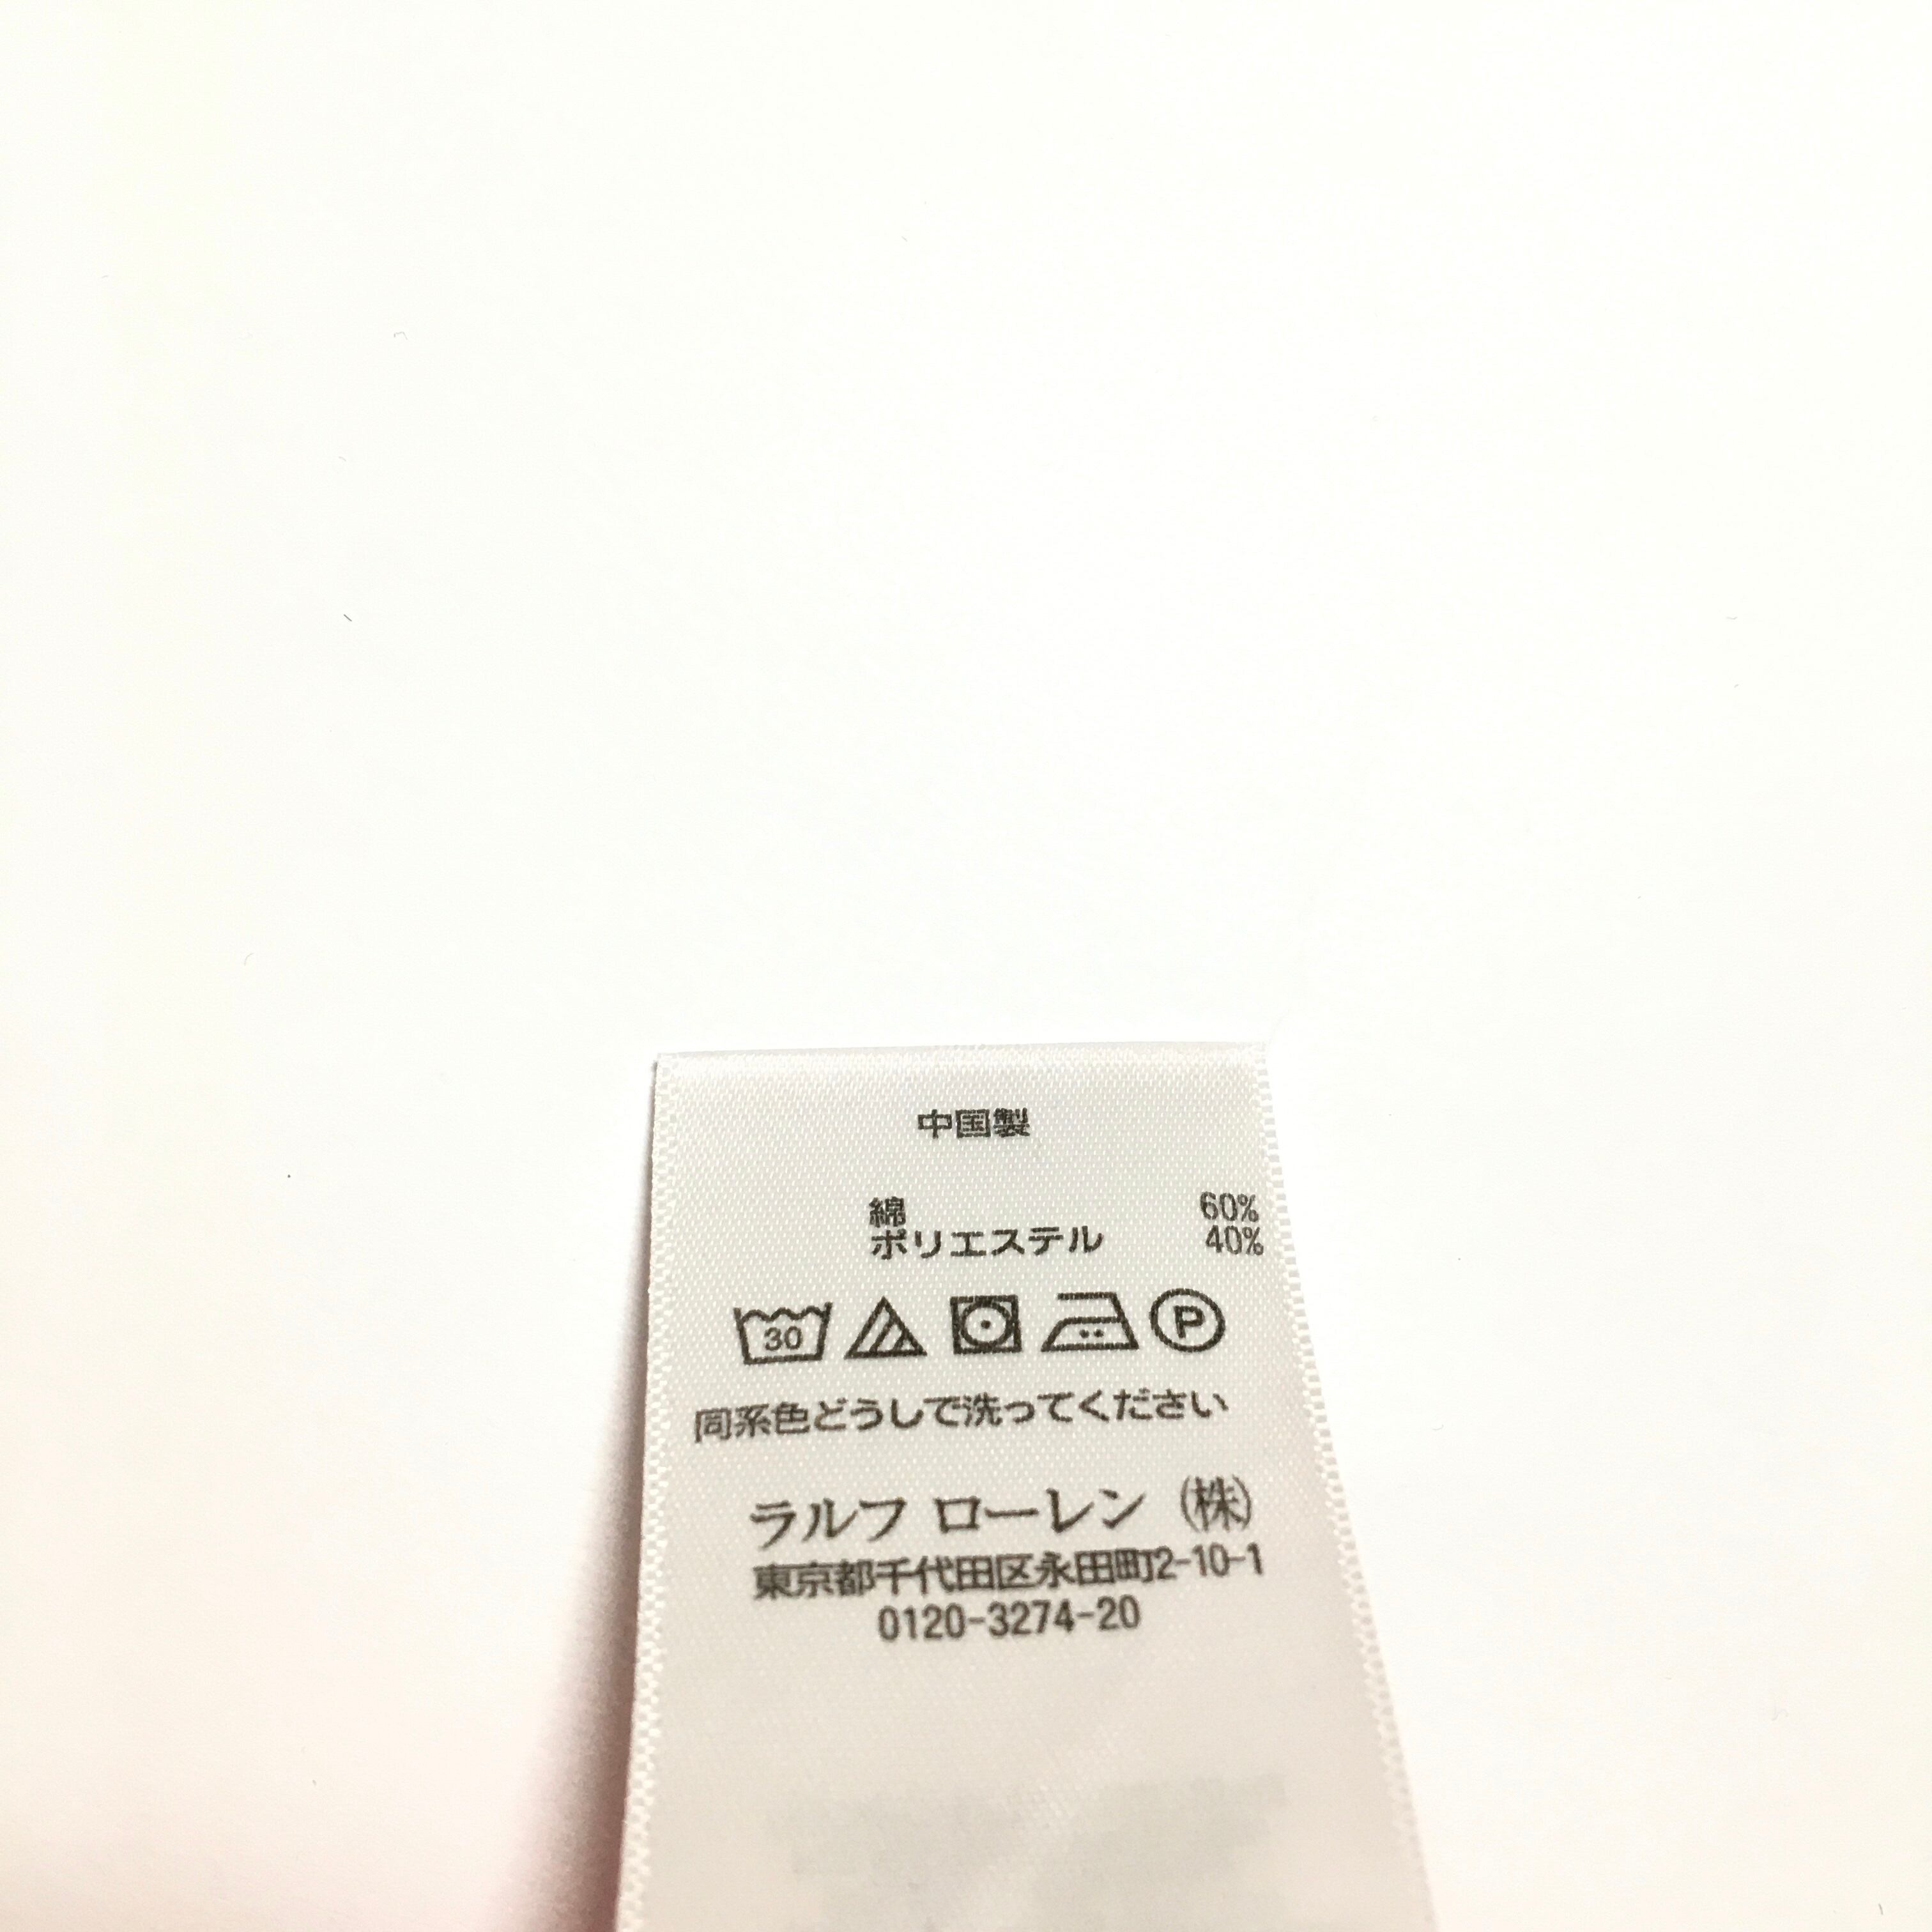 中国製
綿 60%
ポリエステル 40%
30 P
同系色どうしで洗ってください
ラルフ ローレン (株)
東京都千代田区永田町2-10-1
0120-3274-20